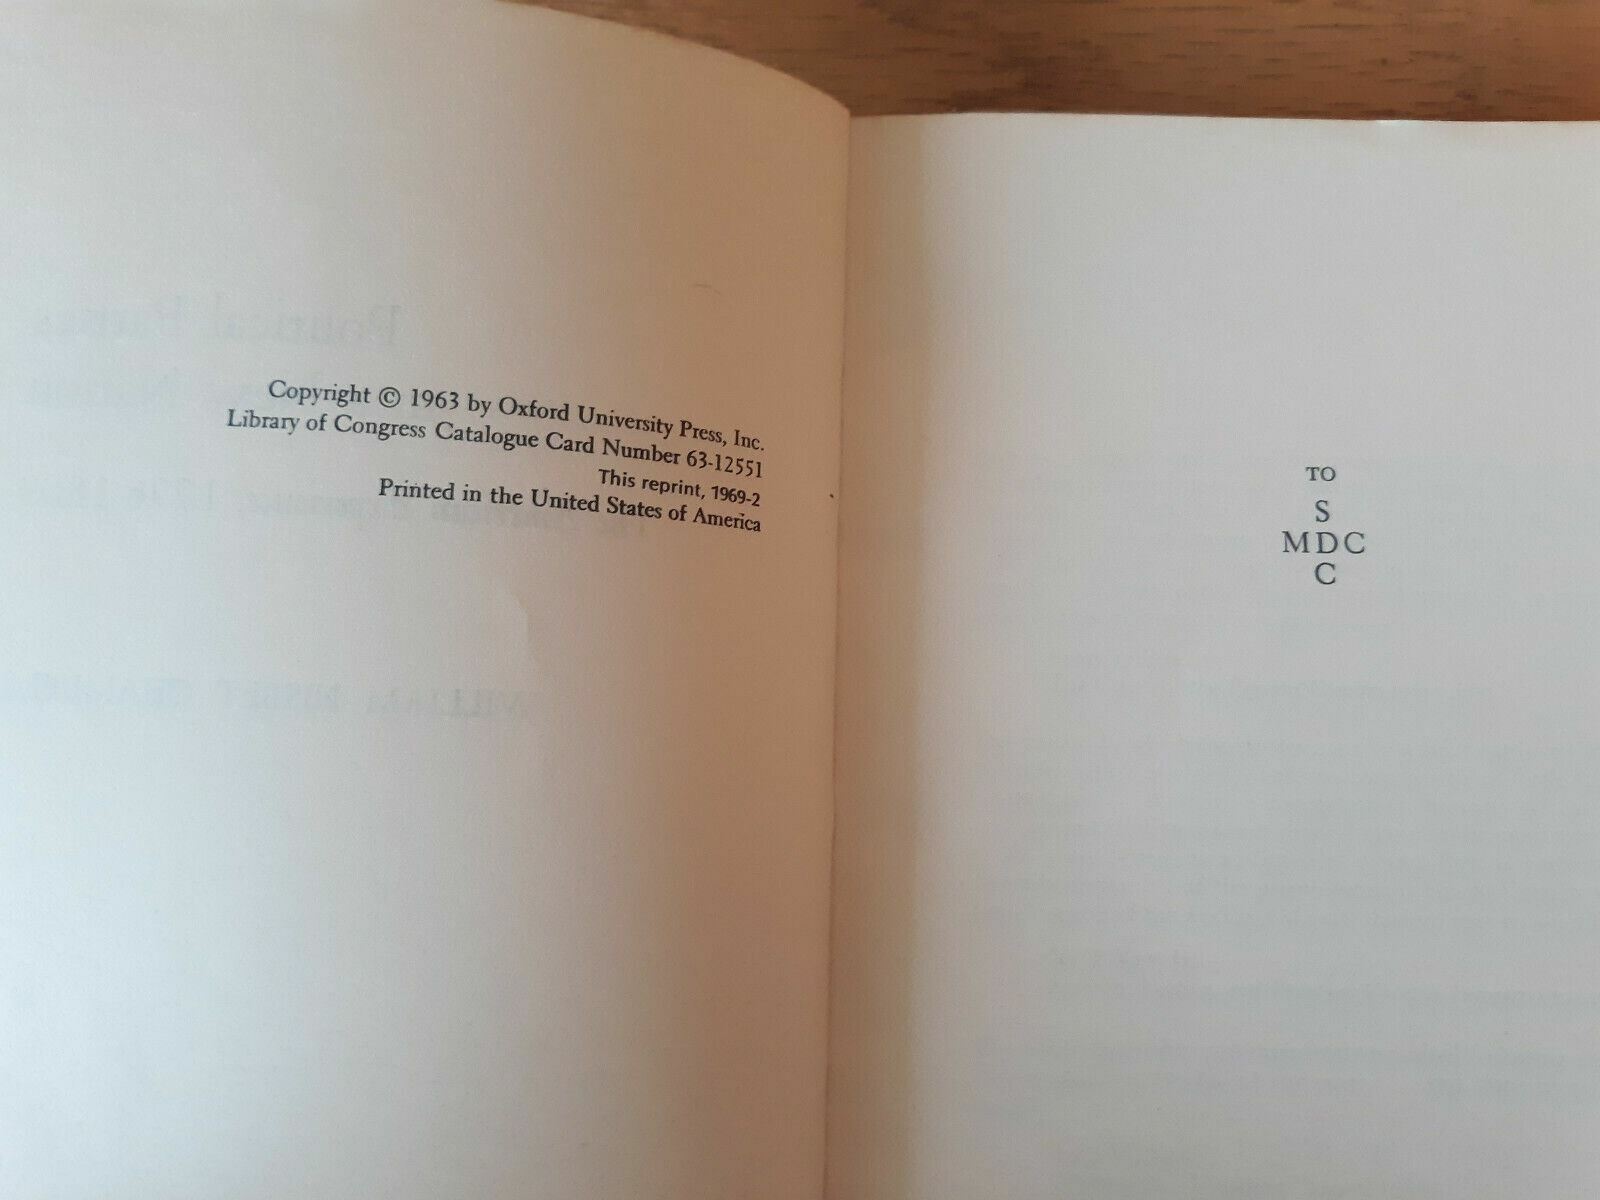 Copyright © 1963 by Oxford University Press, Inc.
Library of Congress Catalogue Card Number 63-12551
This reprint, 1969-2
Printed in the United States of America
TO
S
MDC
C